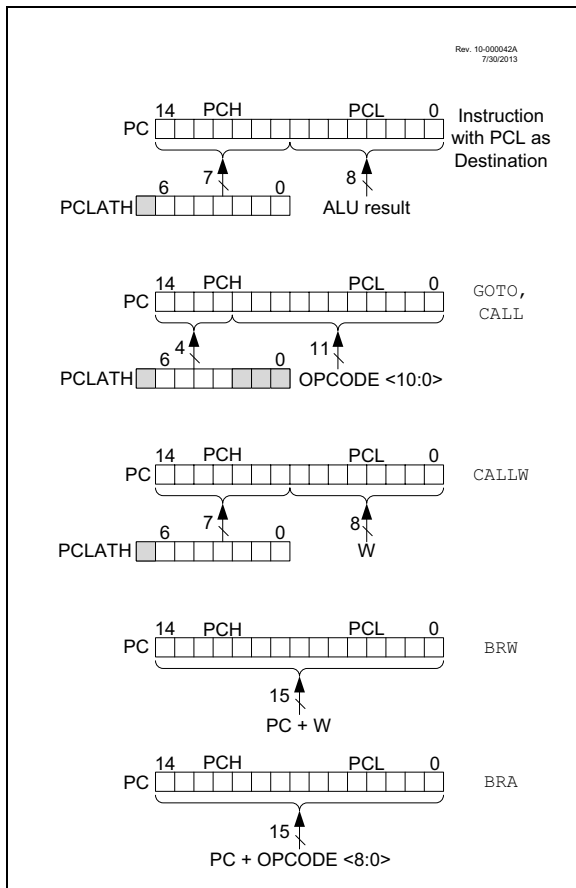 Rev. 10-000042A
7/30/2013
14 PCH PCL 0
PC
Instruction
with PCL as
Destination
7 8
6 0
PCLATH
ALU result
14 PCH PCL 0
PC
GOTO,
CALL
4 11
6 0
PCLATH
OPCODE <10:0>
14 PCH PCL 0
PC
CALLW
7 8
6 0
PCLATH
W
14 PCH PCL 0
PC
BRW
15
PC + W
14 PCH PCL 0
PC
BRA
15
PC + OPCODE <8:0>